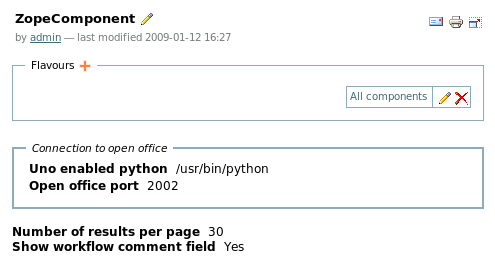 ZopeComponent
by admin — last modified 2009-01-12 16:27
Flavours
All components
Connection to open office
Uno enabled python /usr/bin/python
Open office port 2002
Number of results per page 30
Show workflow comment field Yes